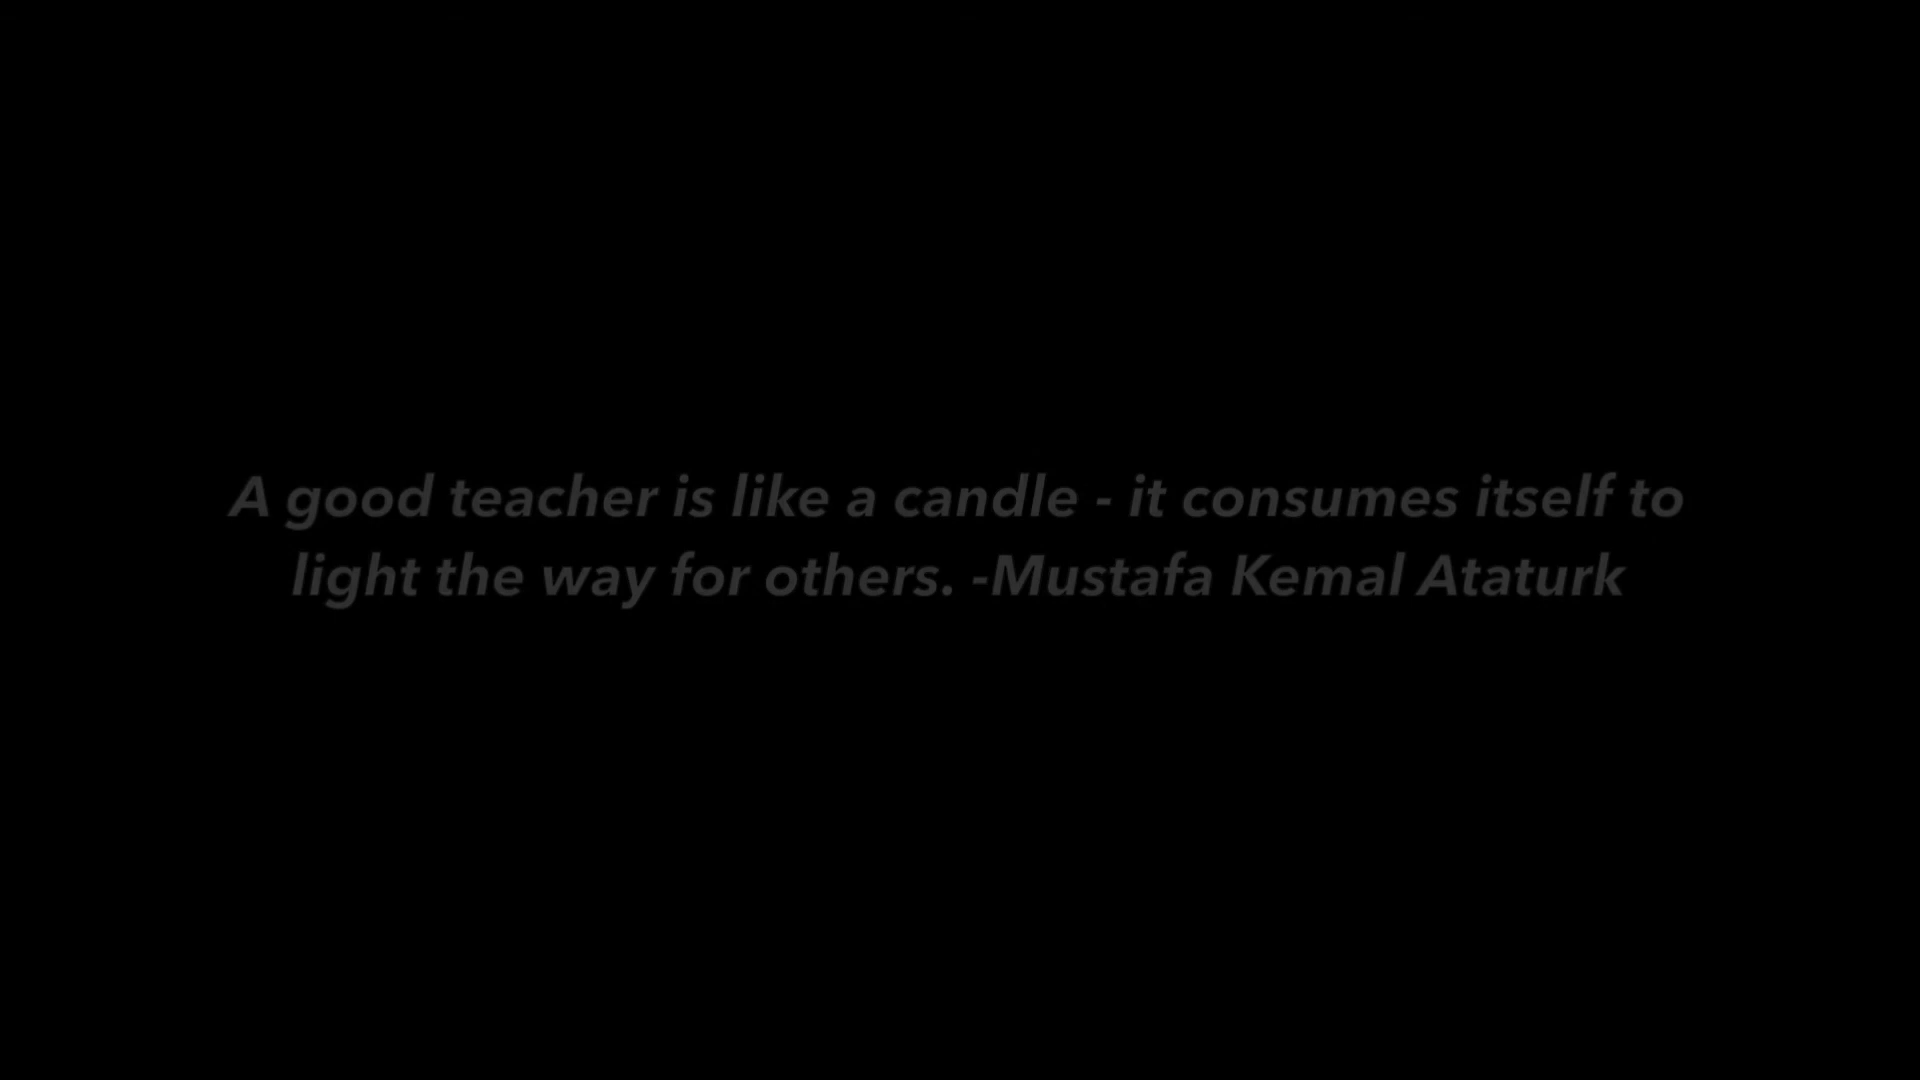 A good teacher is like a candle - it consumes itself to
light the way for others. -Mustafa Kemal Ataturk